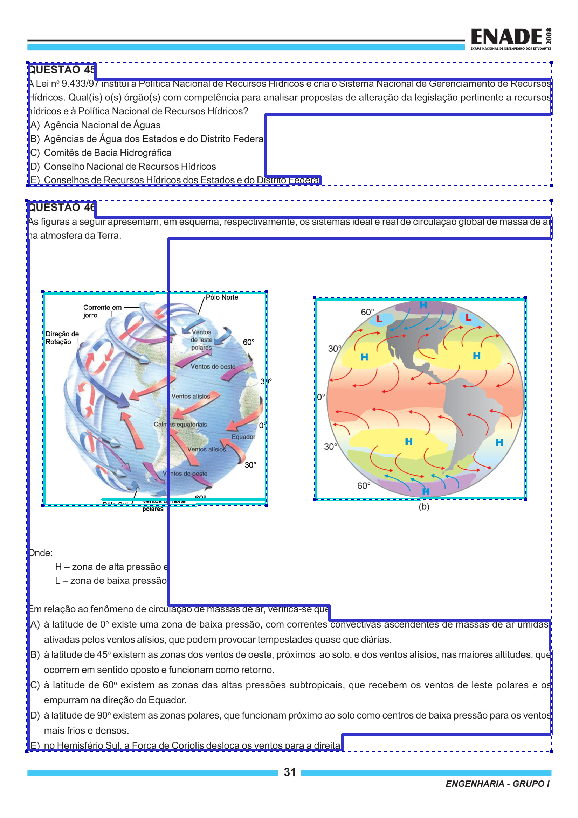 ENADE 2008
EXAME NACIONAL DE DESEMPENHO DOS ESTUDANTES
QUESTÃO 45
A Lei nº 9.433/97 institui a Política Nacional de Recursos Hídricos e cria o Sistema Nacional de Gerenciamento de Recursos
Hídricos. Qual(is) o(s) órgão(s) com competência para analisar propostas de alteração da legislação pertinente a recursos
hídricos e à Política Nacional de Recursos Hídricos?
(A) Agência Nacional de Águas
(B) Agências de Água dos Estados e do Distrito Federal
(C) Comitês de Bacia Hidrográfica
(D) Conselho Nacional de Recursos Hídricos
(E) Conselhos de Recursos Hídricos dos Estados e do Distrito Federal
QUESTÃO 46
As figuras a seguir apresentam, em esquema, respectivamente, os sistemas ideal e real de circulação global de massa de ar
na atmosfera da Terra.
Pólo Norte
Corrente em
jorro
Direção de
Rotação
Ventos
de leste
polares
60°
Ventos de oeste
30°
Ventos alísios
Calmas equatoriais
0°
Equador
Ventos alísios
30°
Ventos de oeste
60°
polares
60°
H
L
L
30°
H
H
0°
30°
H
H
60°
H
(b)
Onde:
H – zona de alta pressão e
L – zona de baixa pressão
Em relação ao fenômeno de circulação de massas de ar, verifica-se que
(A) à latitude de 0º existe uma zona de baixa pressão, com correntes convectivas ascendentes de massas de ar úmidas,
ativadas pelos ventos alísios, que podem provocar tempestades quase que diárias.
(B) à latitude de 45º existem as zonas dos ventos de oeste, próximos ao solo, e dos ventos alísios, nas maiores altitudes, que
ocorrem em sentido oposto e funcionam como retorno.
(C) à latitude de 60º existem as zonas das altas pressões subtropicais, que recebem os ventos de leste polares e os
empurram na direção do Equador.
(D) à latitude de 90º existem as zonas polares, que funcionam próximo ao solo como centros de baixa pressão para os ventos
mais frios e densos.
(E) no Hemisfério Sul, a Força de Coriolis desloca os ventos para a direita.
31
ENGENHARIA - GRUPO I